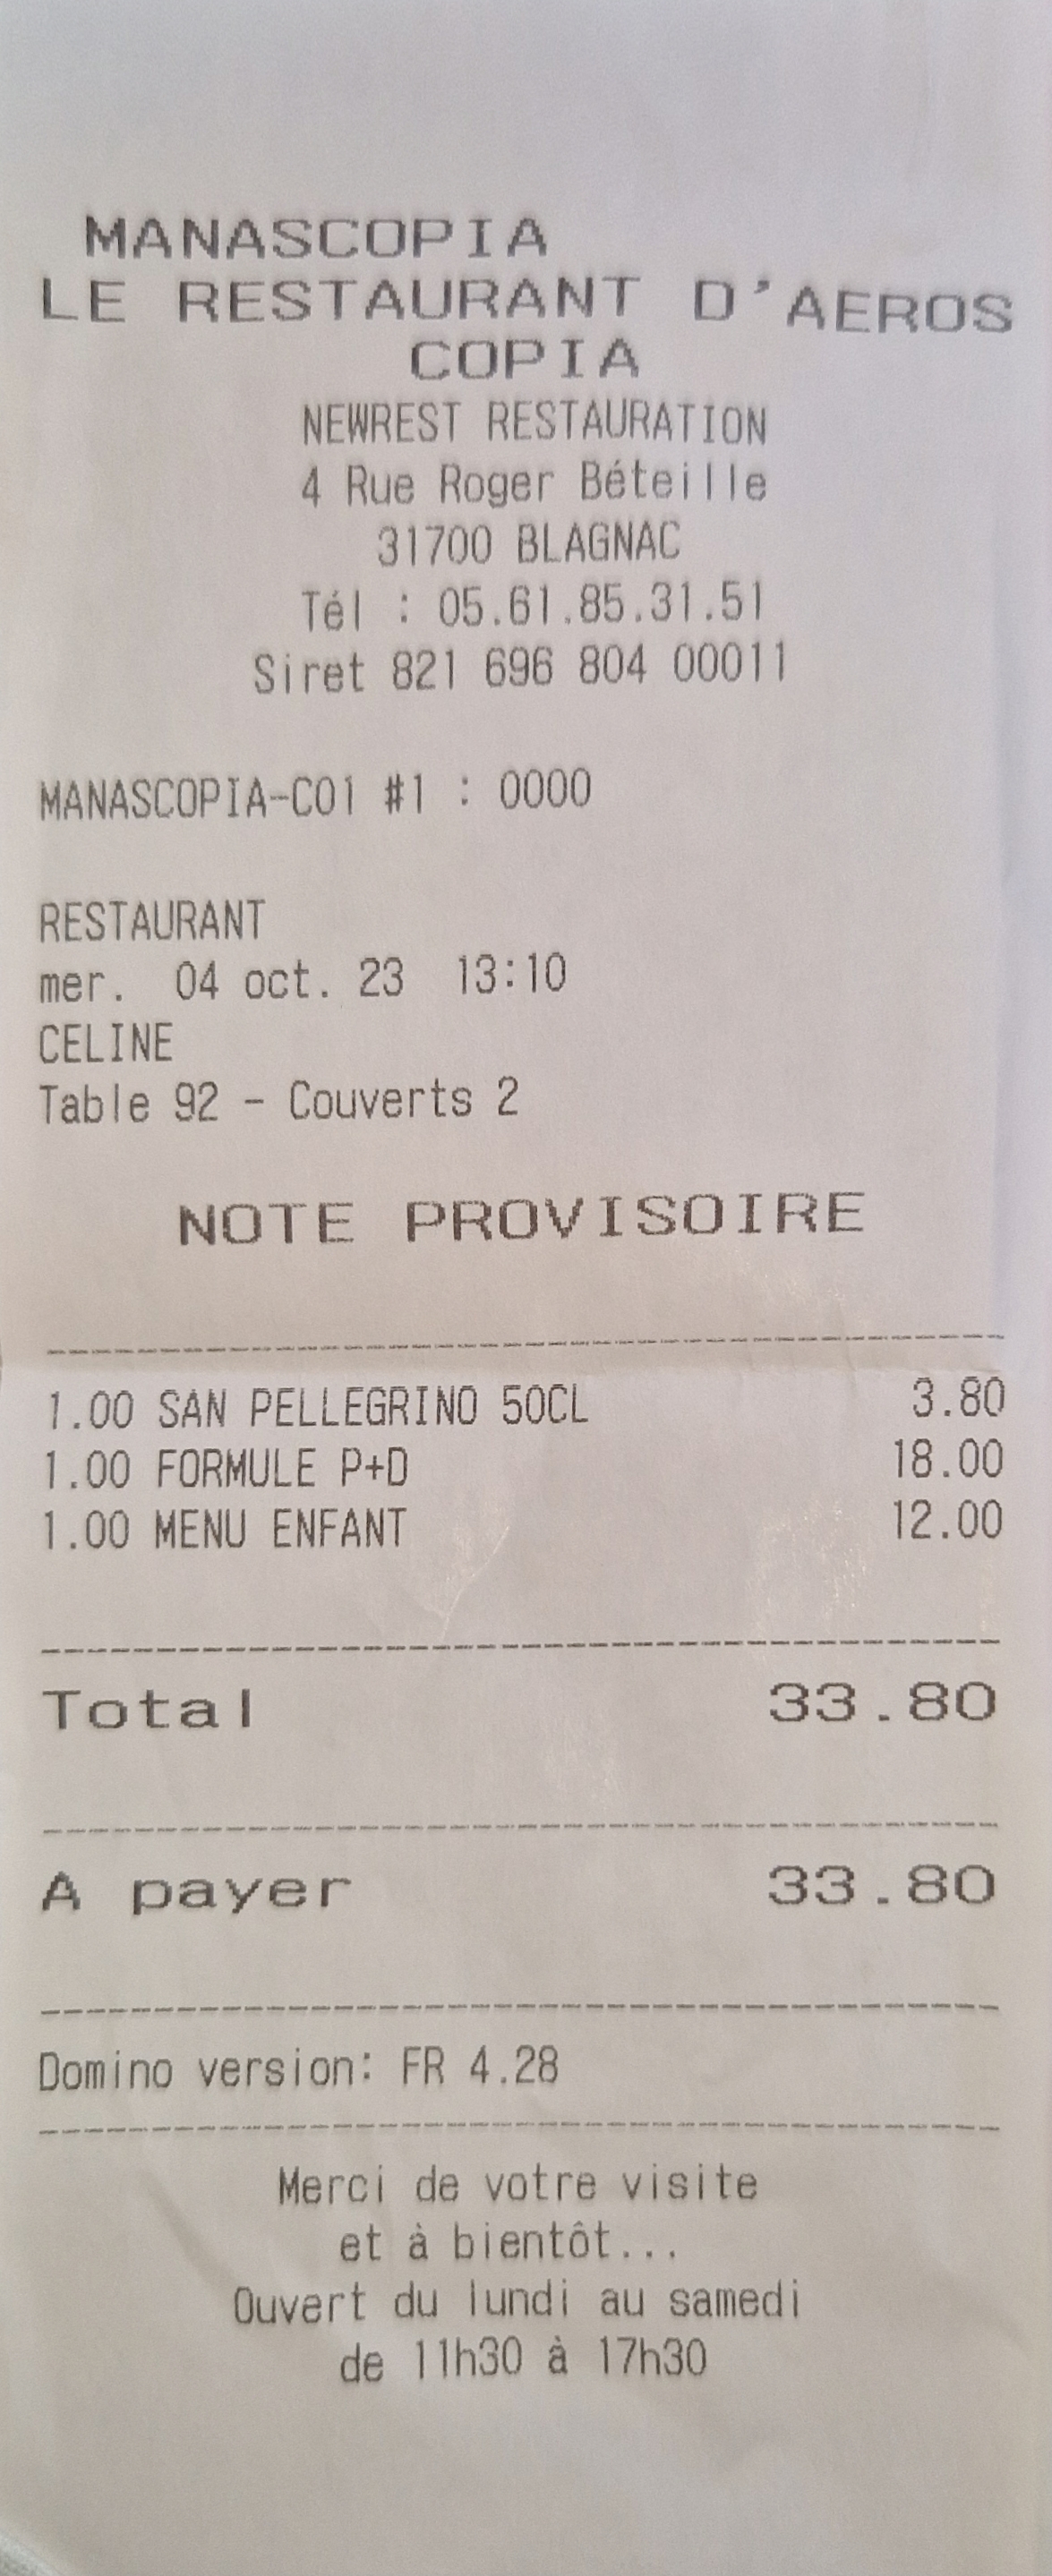 MANASCOPIA
LE RESTAURANT D'AEROS
COPIA
NEWREST RESTAURATION
4 Rue Roger Béteille
31700 BLAGNAC
Tél : 05.61.85.31.51
Siret 821 696 804 00011
MANASCOPIA-C01 #1 : 0000
RESTAURANT
mer. 04 oct. 23 13:10
CELINE
Table 92 - Couverts 2
NOTE PROVISOIRE
1.00 SAN PELLEGRINO 50CL 3.80
1.00 FORMULE P+D 18.00
1.00 MENU ENFANT 12.00
Total 33.80
A payer 33.80
Domino version: FR 4.28
Merci de votre visite
et à bientôt...
Ouvert du lundi au samedi
de 11h30 à 17h30